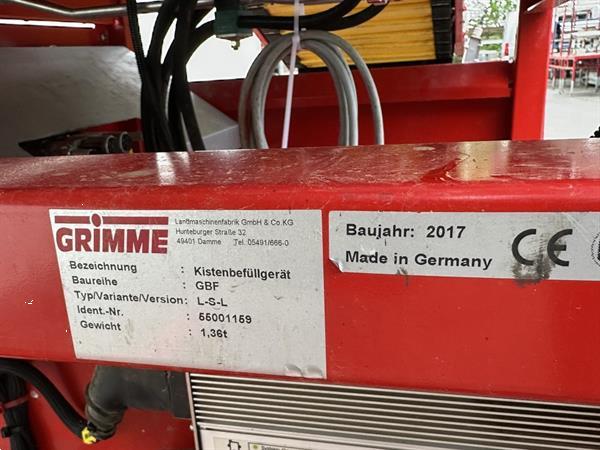 GRIMME
Landmaschinenfabrik GmbH & Co.KG
Hunteburger Straße 32
49401 Damme Tel. 05491/666-0
Bezeichnung : Kistenbefüllgerät
Baureihe : GBF
Typ/Variante/Version: L-S-L
Ident.-Nr. : 55001159
Gewicht : 1,36t
Baujahr: 2017
Made in Germany
CE